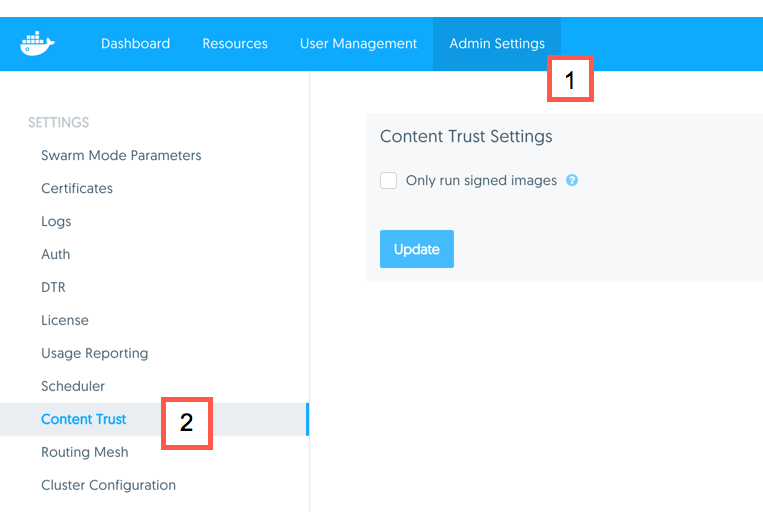 Dashboard Resources User Management Admin Settings
1
SETTINGS
Swarm Mode Parameters
Certificates
Logs
Auth
DTR
License
Usage Reporting
Scheduler
Content Trust
2
Routing Mesh
Cluster Configuration
Content Trust Settings
Only run signed images ?
Update